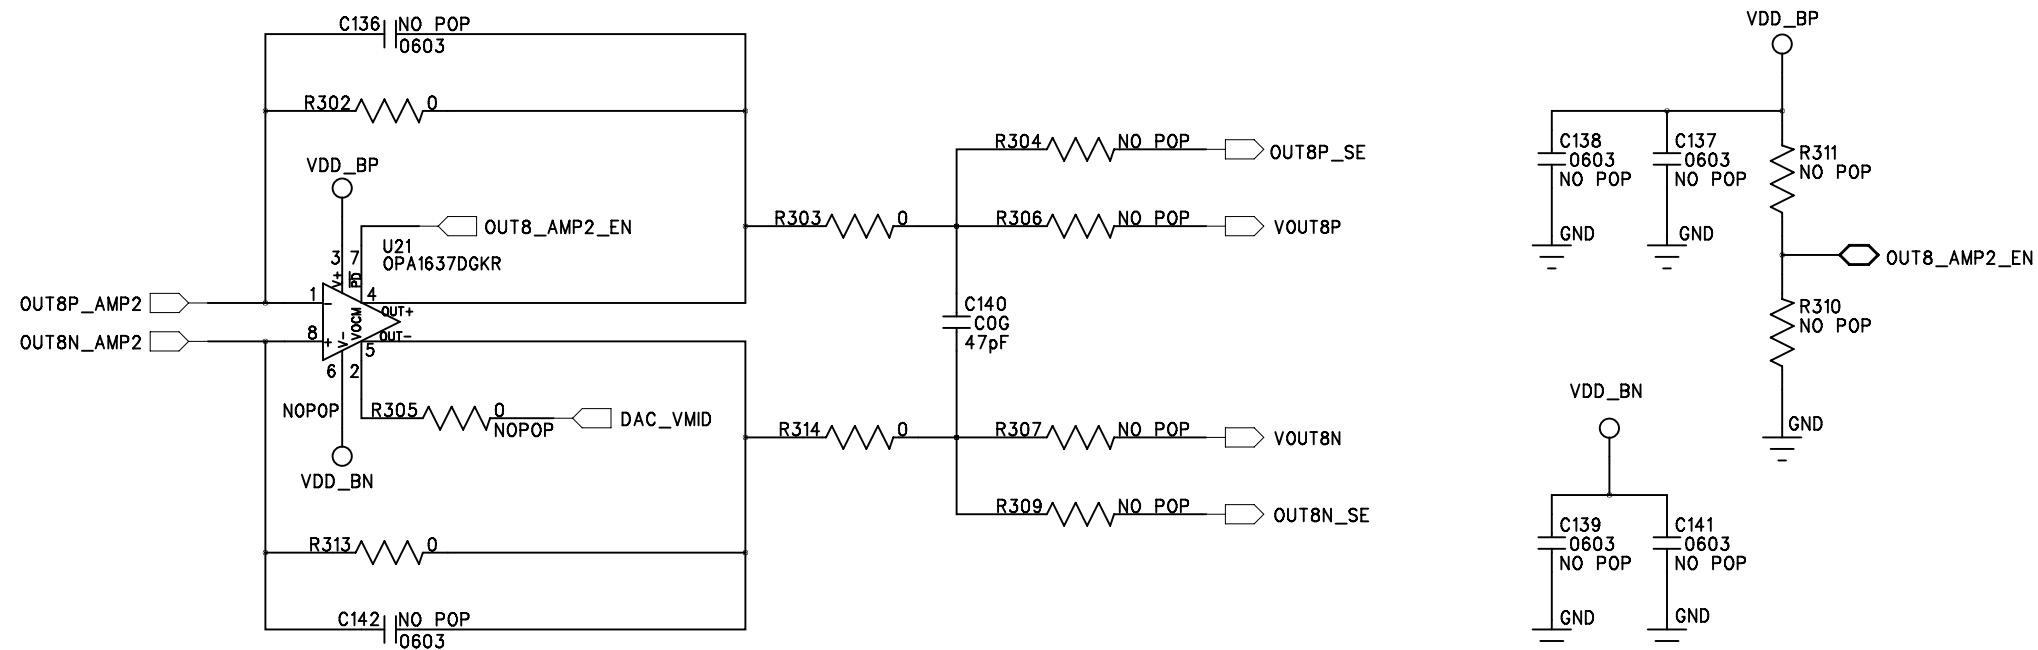 C136 NO POP
0603
R302 0
VDD_BP
OUT8_AMP2_EN
3 7
U21
OPA1637DGKR
V+ PD
OUT8P_AMP2 1 - 4
OUT+
VOCM
V-
OUT-
OUT8N_AMP2 8 + 5
6 2
NOPOP
R305 0
NOPOP
DAC_VMID
VDD_BN
R313 0
C142 NO POP
0603
R303 0
R304 NO POP OUT8P_SE
R306 NO POP VOUT8P
C140
COG
47pF
R314 0
R307 NO POP VOUT8N
R309 NO POP OUT8N_SE
VDD_BP
C138
0603
NO POP
GND
C137
0603
NO POP
GND
R311
NO POP
OUT8_AMP2_EN
R310
NO POP
GND
VDD_BN
C139
0603
NO POP
GND
C141
0603
NO POP
GND